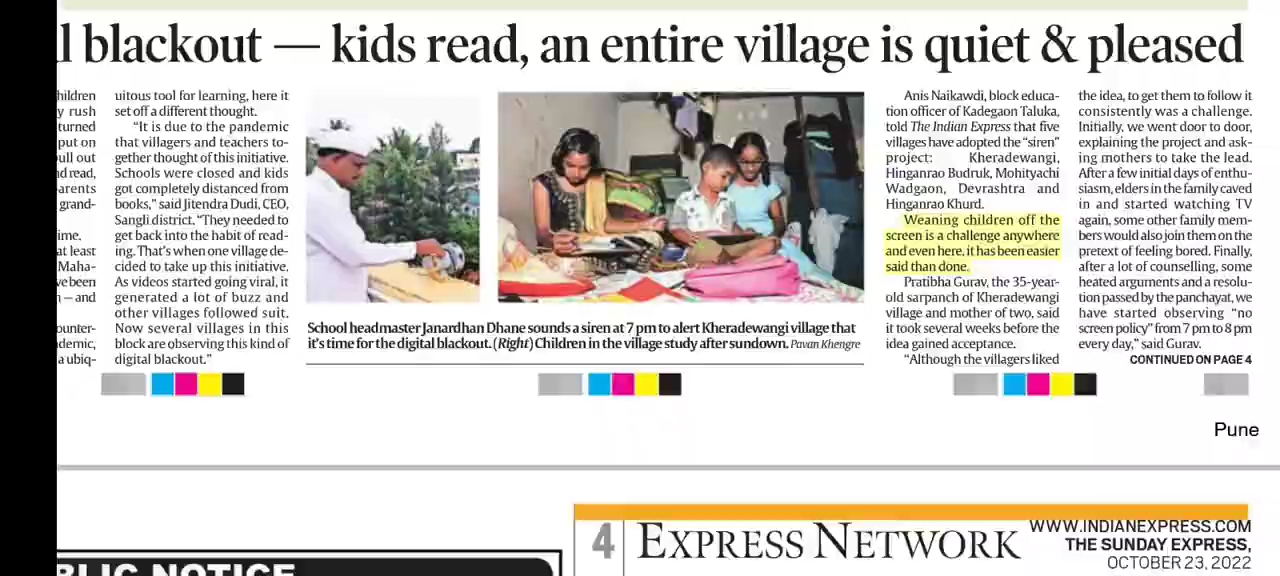 l blackout — kids read, an entire village is quiet & pleased
hildren
y rush
turned
put on
ull out
nd read,
parents
grand-
ime.
at least
Maha-
ve been
n — and
ounter-
demic,
a ubiq-
uitous tool for learning, here it
set off a different thought.
“It is due to the pandemic
that villagers and teachers to-
gether thought of this initiative.
Schools were closed and kids
got completely distanced from
books,” said Jitendra Dudi, CEO,
Sangli district. “They needed to
get back into the habit of read-
ing. That’s when one village de-
cided to take up this initiative.
As videos started going viral, it
generated a lot of buzz and
other villages followed suit.
Now several villages in this
block are observing this kind of
digital blackout.”
School headmaster Janardhan Dhane sounds a siren at 7 pm to alert Kheradewangi village that
it’s time for the digital blackout. (Right) Children in the village study after sundown. Pavan Khengre
Anis Naikawdi, block educa-
tion officer of Kadegaon Taluka,
told The Indian Express that five
villages have adopted the “siren”
project: Kheradewangi,
Hinganrao Budruk, Mohityachi
Wadgaon, Devrashtra and
Hinganrao Khurd.
Weaning children off the
screen is a challenge anywhere
and even here, it has been easier
said than done.
Pratibha Gurav, the 35-year-
old sarpanch of Kheradewangi
village and mother of two, said
it took several weeks before the
idea gained acceptance.
“Although the villagers liked
the idea, to get them to follow it
consistently was a challenge.
Initially, we went door to door,
explaining the project and ask-
ing mothers to take the lead.
After a few initial days of enthu-
siasm, elders in the family caved
in and started watching TV
again, some other family mem-
bers would also join them on the
pretext of feeling bored. Finally,
after a lot of counselling, some
heated arguments and a resolu-
tion passed by the panchayat, we
have started observing “no
screen policy” from 7 pm to 8 pm
every day,” said Gurav.
CONTINUED ON PAGE 4
Pune
4 EXPRESS NETWORK
WWW.INDIANEXPRESS.COM
THE SUNDAY EXPRESS,
OCTOBER 23, 2022
BLIC NOTICE